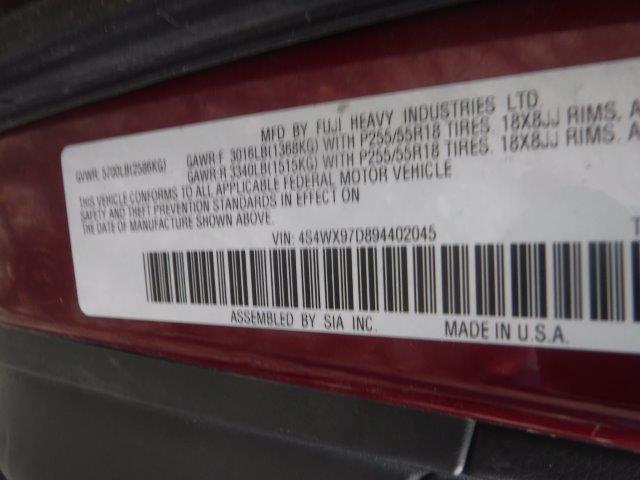 MFD BY FUJI HEAVY INDUSTRIES LTD.
GVWR: 5700LB(2586KG) GAWR F 3016LB(1368KG) WITH P255/55R18 TIRES. 18X8JJ RIMS. A
GAWR R 3340LB(1515KG) WITH P255/55R18 TIRES. 18X8JJ RIMS, A
THIS VEHICLE CONFORMS TO ALL APPLICABLE FEDERAL MOTOR VEHICLE
SAFETY AND THEFT PREVENTION STANDARDS IN EFFECT ON
THE DATE OF MANUFACTURE SHOWN ABOVE.
VIN: 4S4WX97D894402045 T
ASSEMBLED BY SIA INC. MADE IN U.S.A.